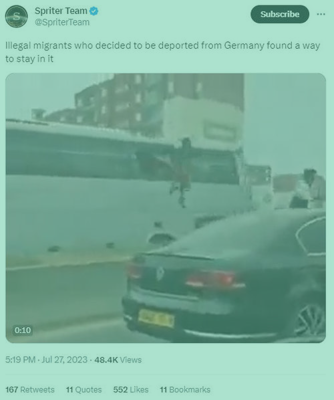 Spriter Team
@SpriterTeam
Subscribe
Illegal migrants who decided to be deported from Germany found a way
to stay in it
0:10
5:19 PM · Jul 27, 2023 · 48.4K Views
167 Retweets 11 Quotes 552 Likes 11 Bookmarks